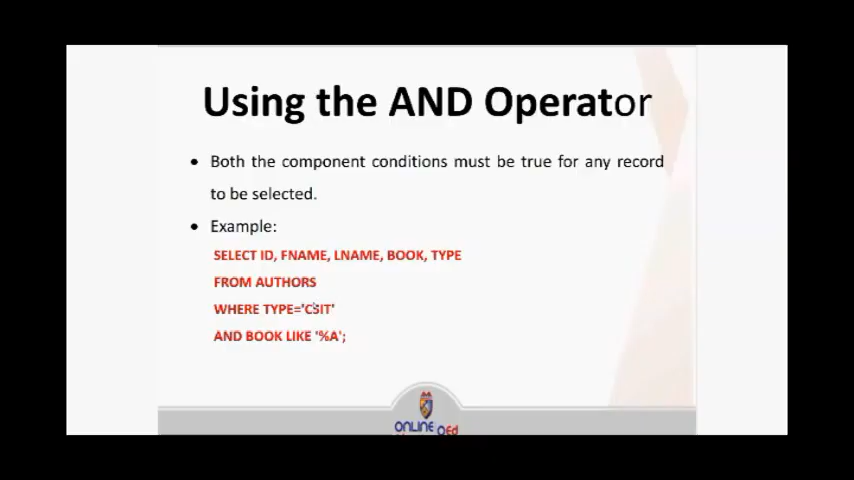 Using the AND Operator
• Both the component conditions must be true for any record
to be selected.
• Example:
SELECT ID, FNAME, LNAME, BOOK, TYPE
FROM AUTHORS
WHERE TYPE='CSIT'
AND BOOK LIKE '%A';
ONLINE
OEd